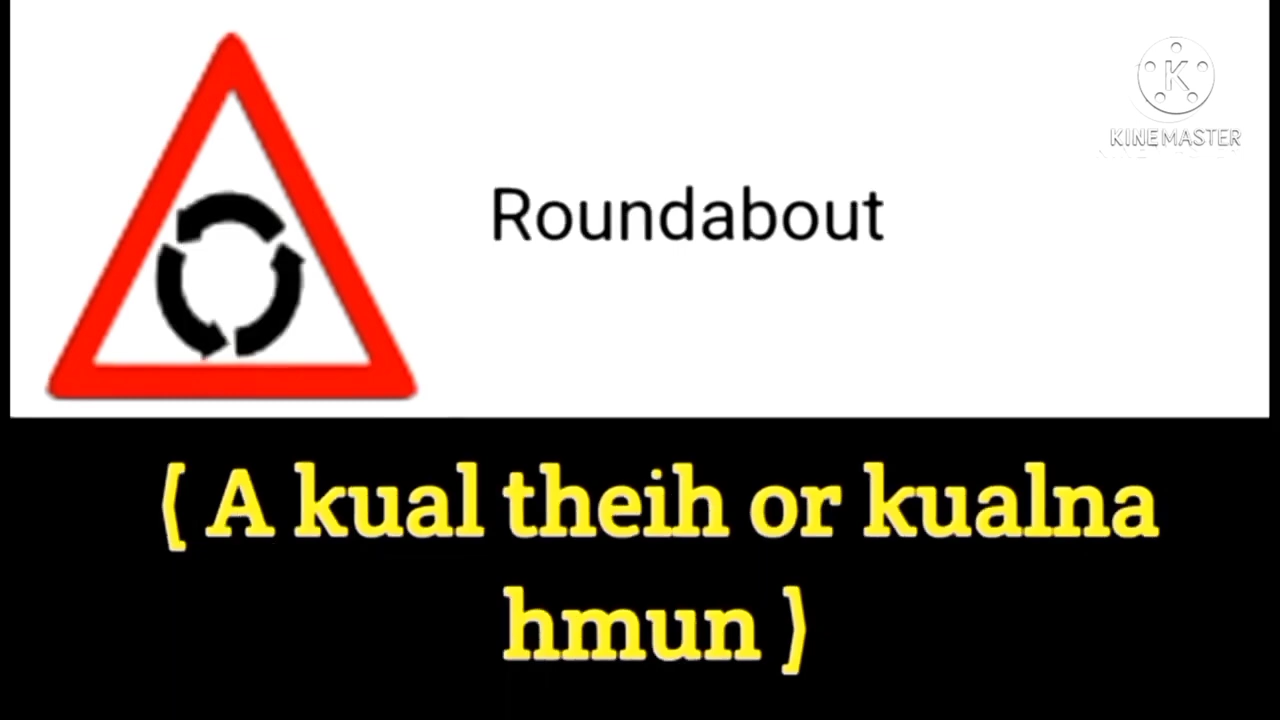 K
KINEMASTER
Roundabout
{ A kual theih or kualna
hmun }